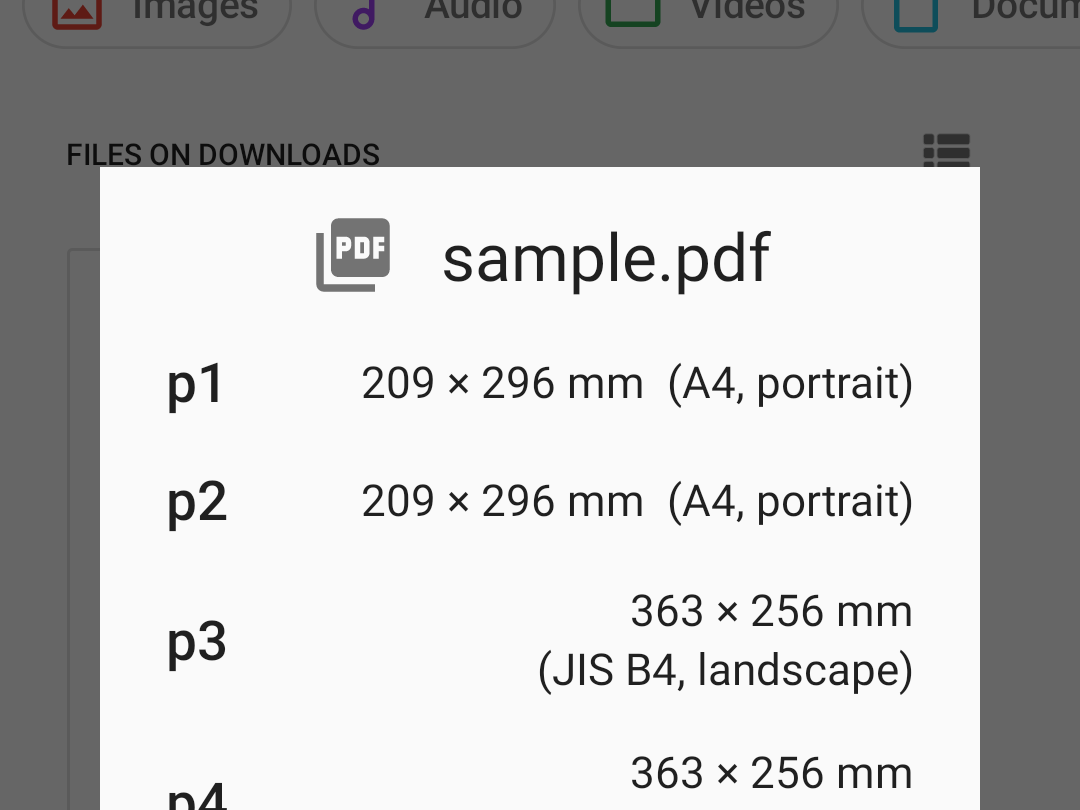 Images Audio Videos Docum
FILES ON DOWNLOADS
PDF sample.pdf
p1 209 × 296 mm (A4, portrait)
p2 209 × 296 mm (A4, portrait)
p3 363 × 256 mm
(JIS B4, landscape)
p4 363 × 256 mm